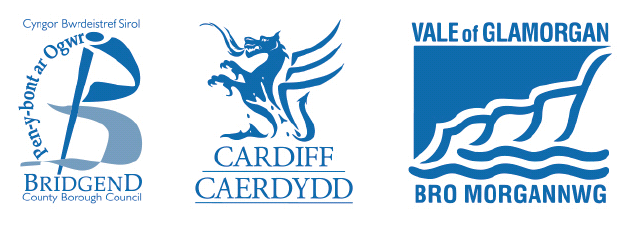 Cyngor Bwrdeistref Sirol
Pen-y-bont ar Ogwr
BRIDGEND
County Borough Council
CARDIFF
CAERDYDD
VALE of GLAMORGAN
BRO MORGANNWG